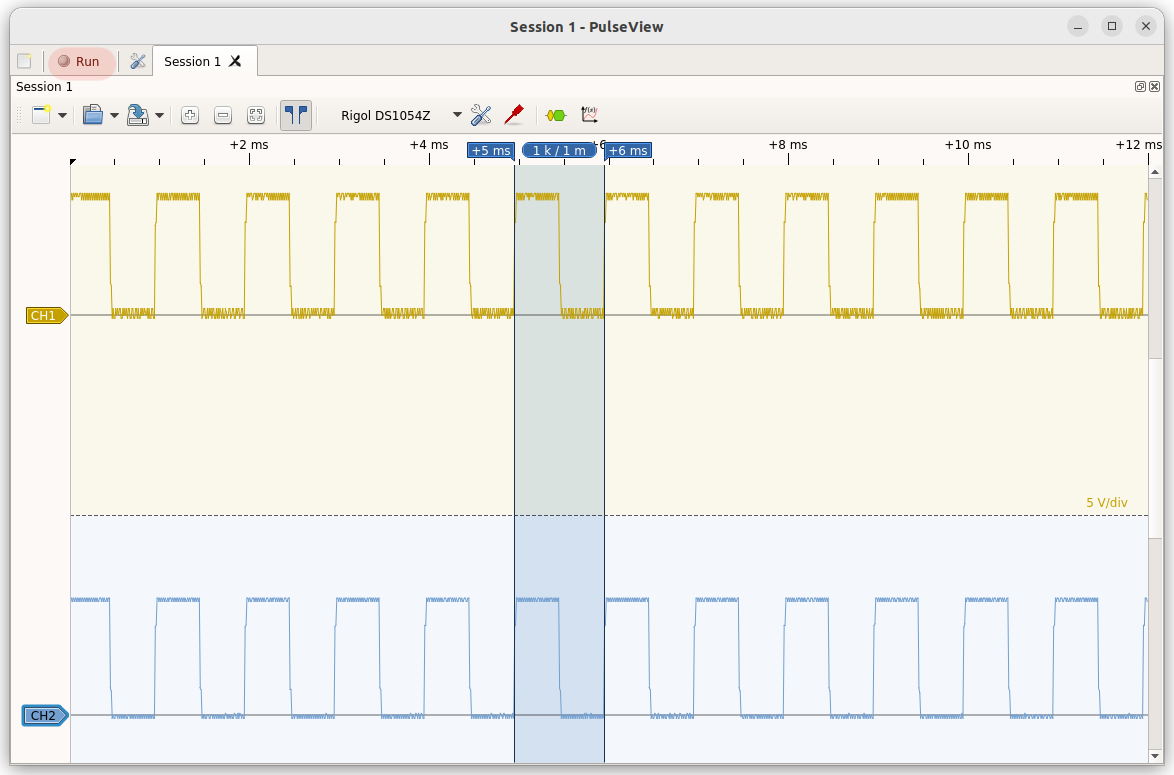 Session 1 - PulseView
Run
Session 1
Session 1
Rigol DS1054Z
f(x)
+2 ms +4 ms +6 +8 ms +10 ms +12 ms
+5 ms 1 k / 1 m +6 ms
CH1
5 V/div
CH2